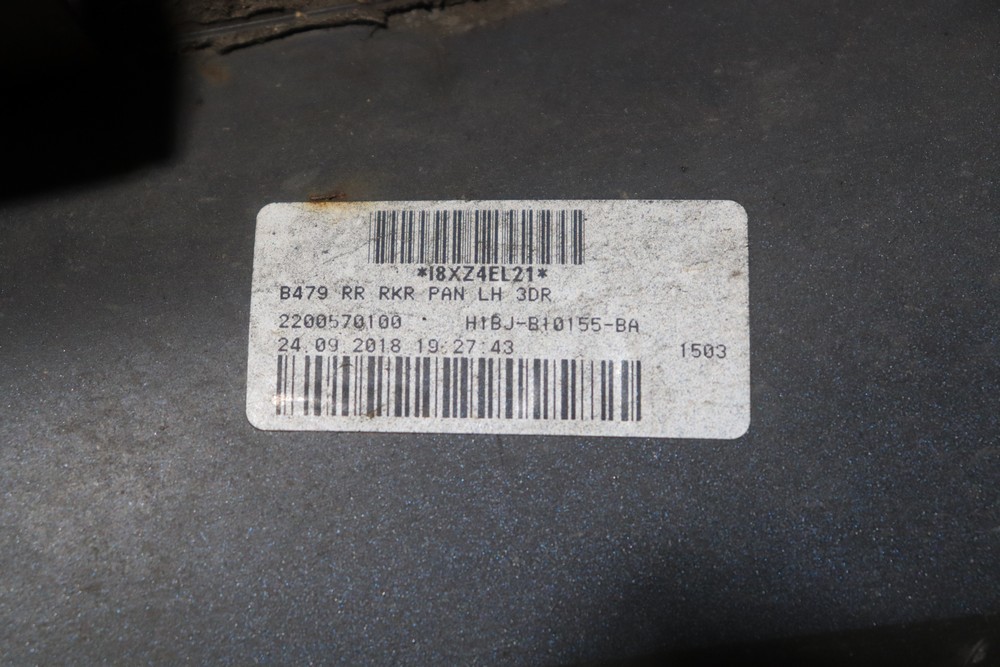 *I8XZ4EL21*
B479 RR RKR PAN LH 3DR
2200570100 H1BJ-B10155-BA
24.09.2018 19:27:43 1503